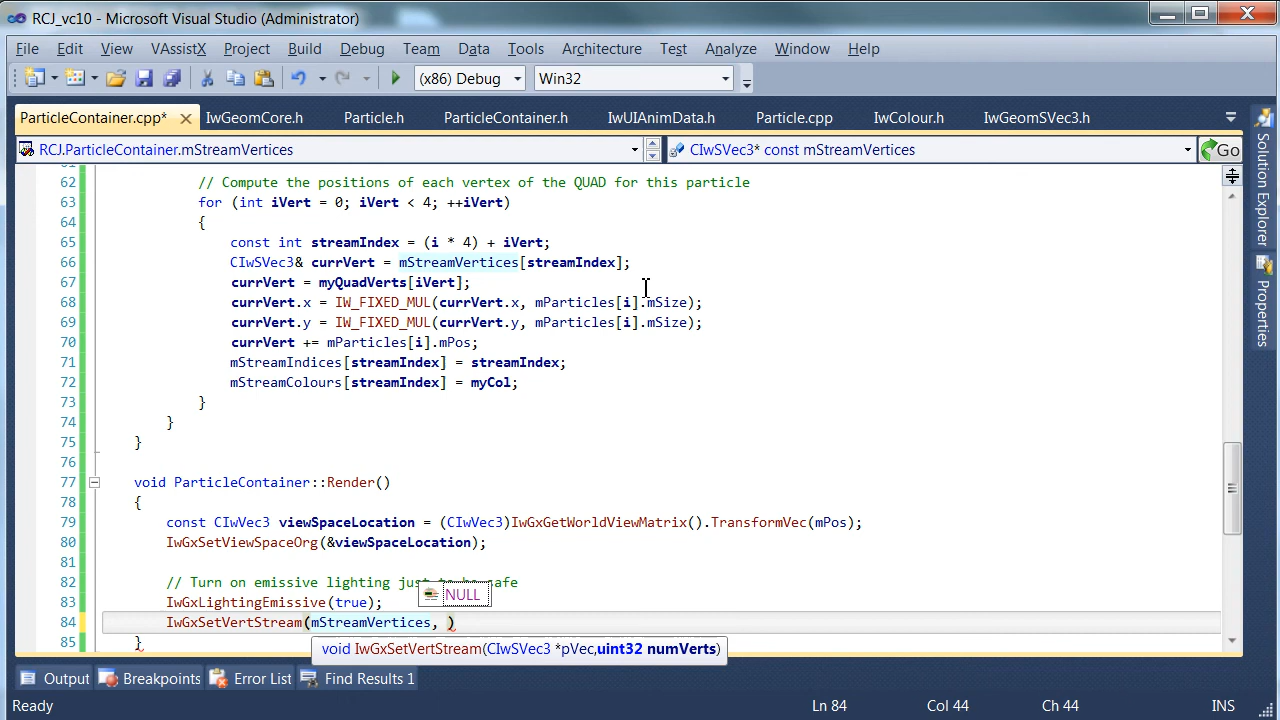 RCJ_vc10 - Microsoft Visual Studio (Administrator)
File Edit View VAssistX Project Build Debug Team Data Tools Architecture Test Analyze Window Help
(x86) Debug Win32
ParticleContainer.cpp* IwGeomCore.h Particle.h ParticleContainer.h IwUIAnimData.h Particle.cpp IwColour.h IwGeomSVec3.h
RCJ.ParticleContainer.mStreamVertices CIwSVec3* const mStreamVertices Go
62 // Compute the positions of each vertex of the QUAD for this particle
63 for (int iVert = 0; iVert < 4; ++iVert)
64 {
65 const int streamIndex = (i * 4) + iVert;
66 CIwSVec3& currVert = mStreamVertices[streamIndex];
67 currVert = myQuadVerts[iVert];
68 currVert.x = IW_FIXED_MUL(currVert.x, mParticles[i].mSize);
69 currVert.y = IW_FIXED_MUL(currVert.y, mParticles[i].mSize);
70 currVert += mParticles[i].mPos;
71 mStreamIndices[streamIndex] = streamIndex;
72 mStreamColours[streamIndex] = myCol;
73 }
74 }
75 }
76
77 void ParticleContainer::Render()
78 {
79 const CIwVec3 viewSpaceLocation = (CIwVec3)IwGxGetWorldViewMatrix().TransformVec(mPos);
80 IwGxSetViewSpaceOrg(&viewSpaceLocation);
81
82 // Turn on emissive lighting just safe
NULL
83 IwGxLightingEmissive(true);
84 IwGxSetVertStream(mStreamVertices, )
85 }
void IwGxSetVertStream(CIwSVec3 *pVec,uint32 numVerts)
Solution Explorer
Properties
Output Breakpoints Error List Find Results 1
Ready Ln 84 Col 44 Ch 44 INS